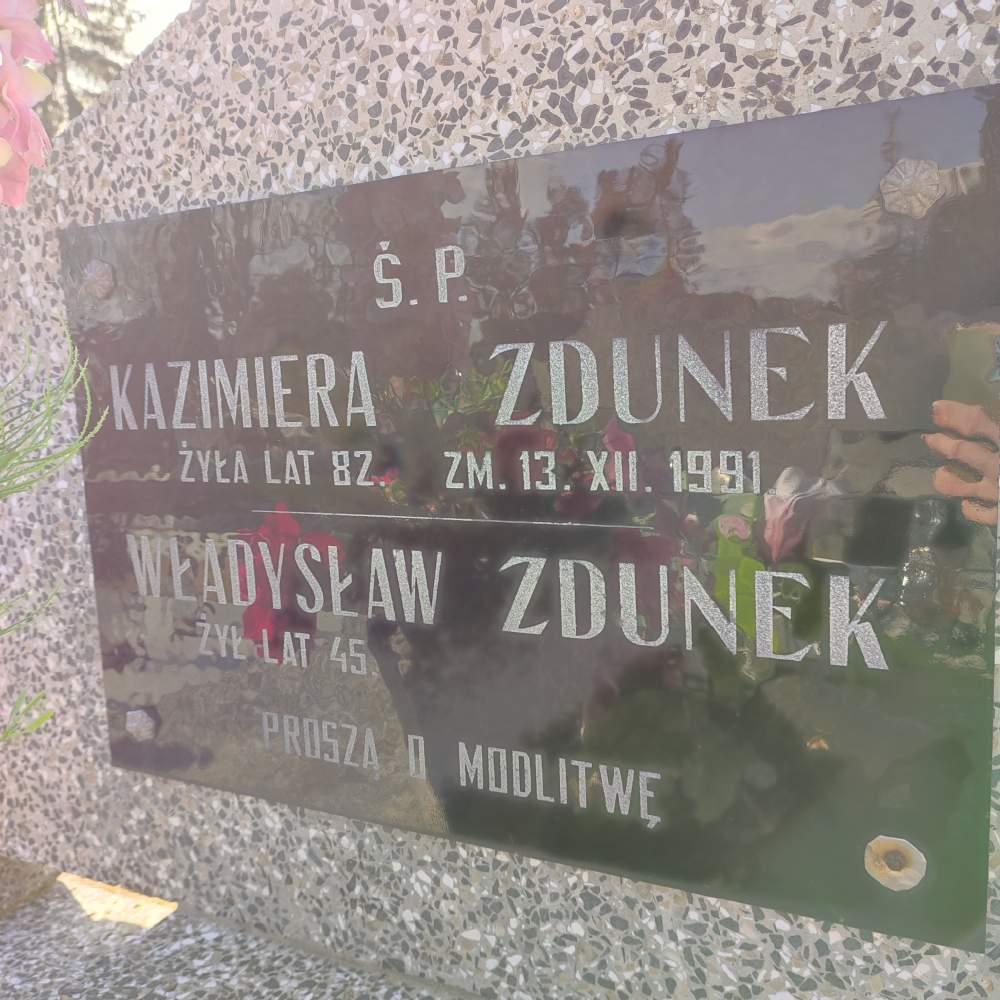 Ś. P.
KAZIMIERA ZDUNEK
ŻYŁA LAT 82. ZM. 13. XII. 1991.
WŁADYSŁAW ZDUNEK
ŻYŁ LAT 45.
PROSZĄ O MODLITWĘ